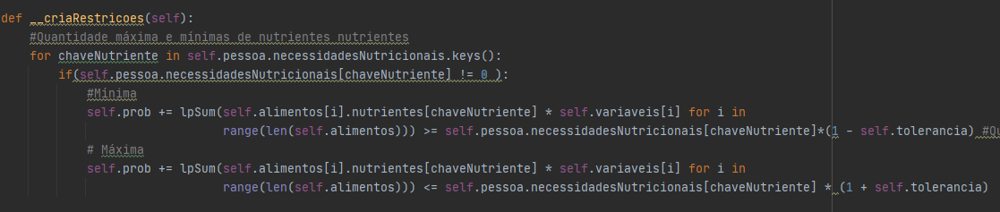 def __criaRestricoes(self):
#Quantidade máxima e minimas de nutrientes nutrientes
for chaveNutriente in self.pessoa.necessidadesNutricionais.keys():
if(self.pessoa.necessidadesNutricionais[chaveNutriente] != 0 ):
#Minima
self.prob += lpSum(self.alimentos[i].nutrientes[chaveNutriente] * self.variaveis[i] for i in
range(len(self.alimentos))) >= self.pessoa.necessidadesNutricionais[chaveNutriente]*(1 - self.tolerancia) #Qu
# Máxima
self.prob += lpSum(self.alimentos[i].nutrientes[chaveNutriente] * self.variaveis[i] for i in
range(len(self.alimentos))) <= self.pessoa.necessidadesNutricionais[chaveNutriente] * (1 + self.tolerancia)